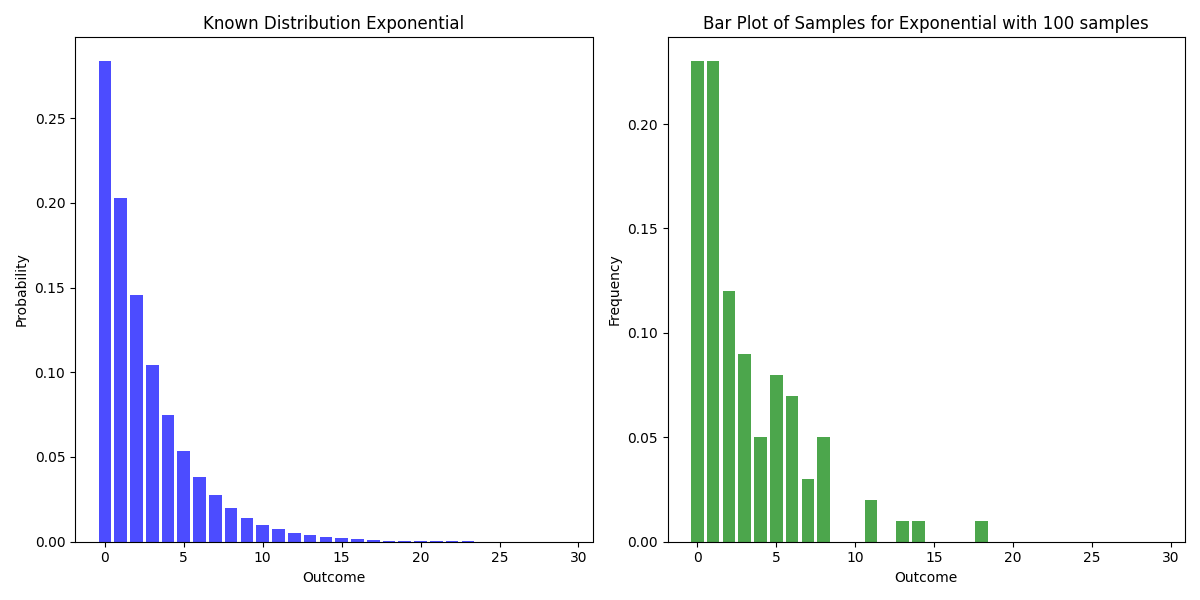 Known Distribution Exponential
Probability
0.25
0.20
0.15
0.10
0.05
0.00
0 5 10 15 20 25 30
Outcome
Bar Plot of Samples for Exponential with 100 samples
Frequency
0.20
0.15
0.10
0.05
0.00
0 5 10 15 20 25 30
Outcome